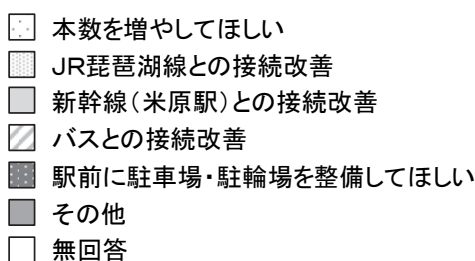 本数を増やしてほしい
JR琵琶湖線との接続改善
新幹線(米原駅)との接続改善
バスとの接続改善
駅前に駐車場・駐輪場を整備してほしい
その他
無回答